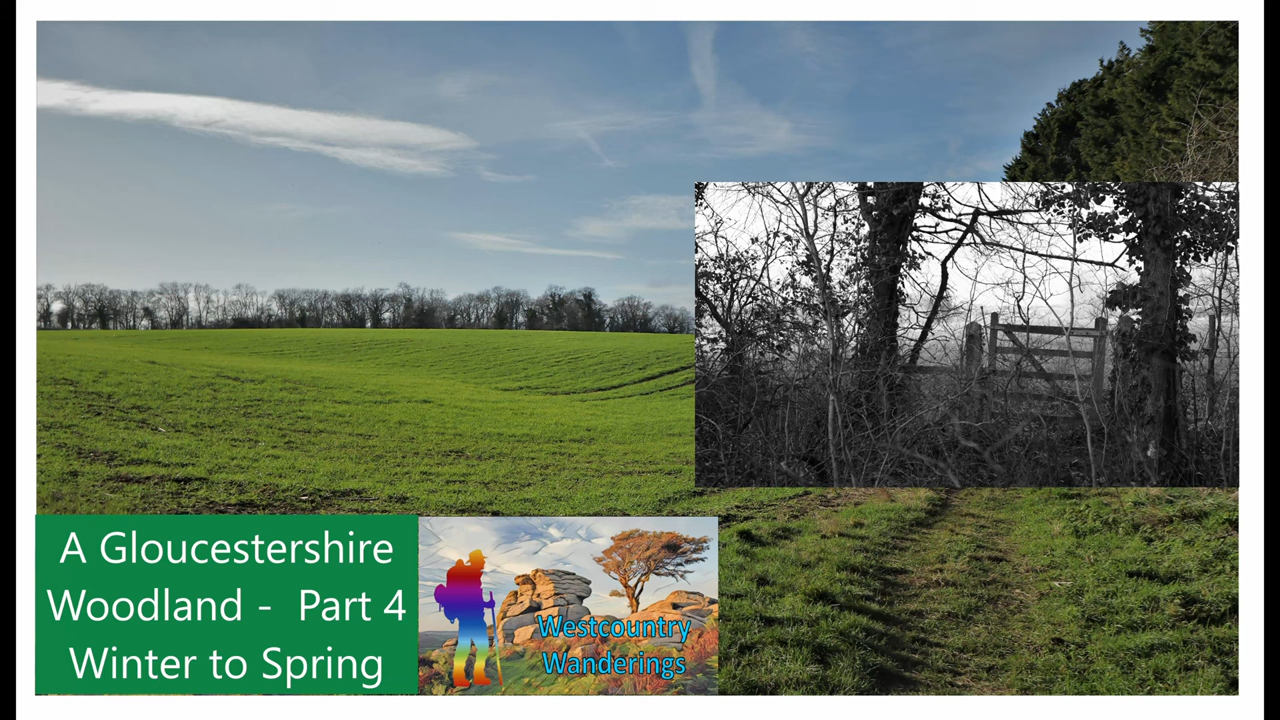 A Gloucestershire
Woodland - Part 4
Winter to Spring
Westcountry
Wanderings